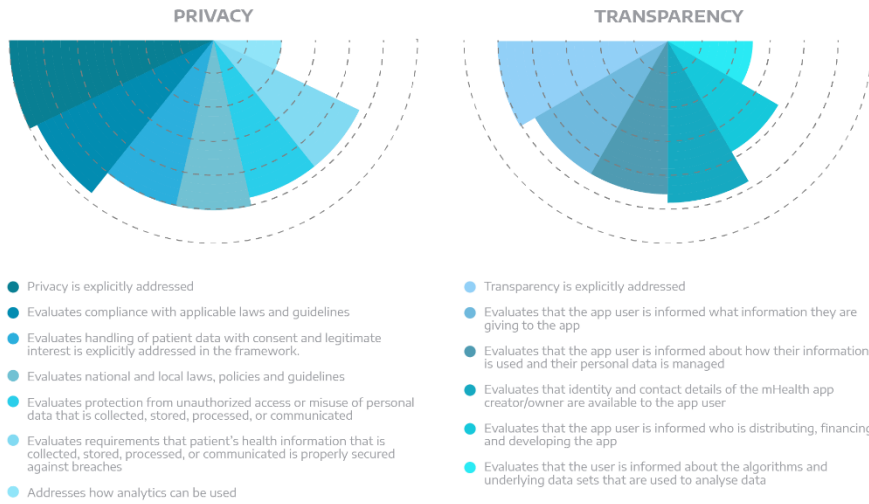 PRIVACY
Privacy is explicitly addressed
Evaluates compliance with applicable laws and guidelines
Evaluates handling of patient data with consent and legitimate
interest is explicitly addressed in the framework.
Evaluates national and local laws, policies and guidelines
Evaluates protection from unauthorized access or misuse of personal
data that is collected, stored, processed, or communicated
Evaluates requirements that patient's health information that is
collected, stored, processed, or communicated is properly secured
against breaches
Addresses how analytics can be used
TRANSPARENCY
Transparency is explicitly addressed
Evaluates that the app user is informed what information they are
giving to the app
Evaluates that the app user is informed about how their information
is used and their personal data is managed
Evaluates that identity and contact details of the mHealth app
creator/owner are available to the app user
Evaluates that the app user is informed who is distributing, financing
and developing the app
Evaluates that the user is informed about the algorithms and
underlying data sets that are used to analyse data